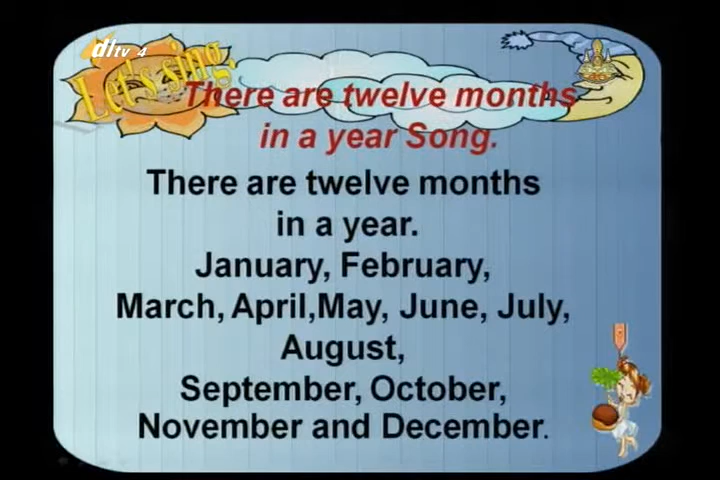 dltv 4
Let's sing.
There are twelve months
in a year Song.
There are twelve months
in a year.
January, February,
March, April,May, June, July,
August,
September, October,
November and December.